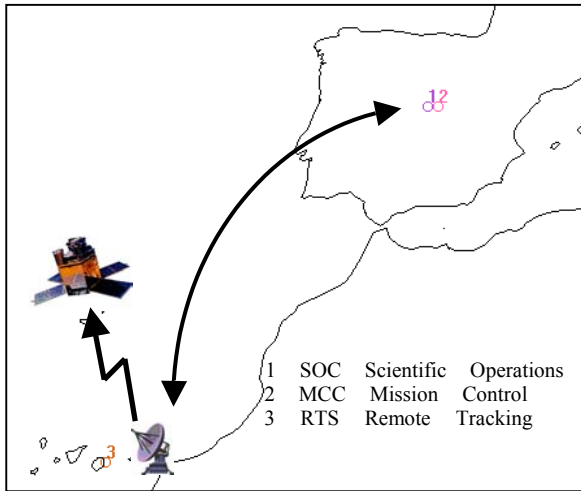 12
1 SOC Scientific Operations
2 MCC Mission Control
3 RTS Remote Tracking
3